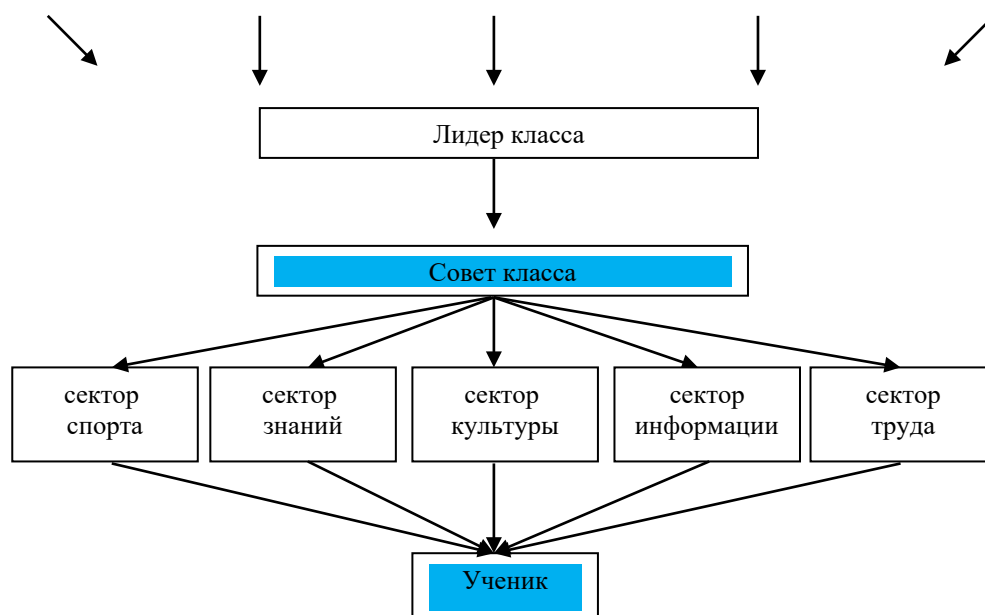 Лидер класса
Совет класса
сектор
спорта
сектор
знаний
сектор
культуры
сектор
информации
сектор
труда
Ученик